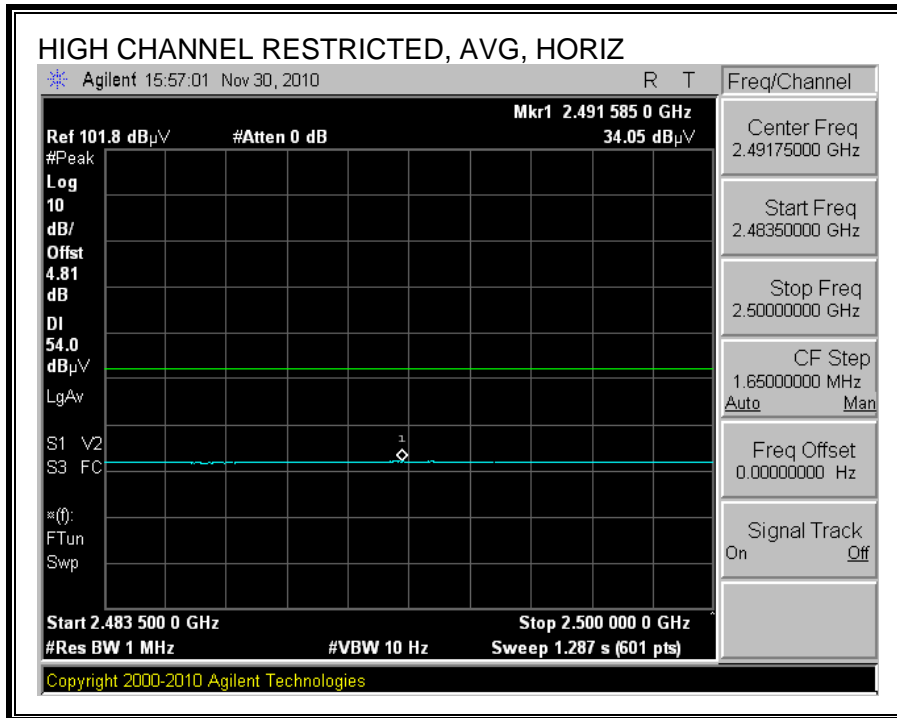 HIGH CHANNEL RESTRICTED, AVG, HORIZ
Agilent 15:57:01 Nov 30, 2010 R T
Mkr1 2.491 585 0 GHz
Ref 101.8 dBµV #Atten 0 dB 34.05 dBµV
#Peak
Log
10
dB/
Offst
4.81
dB
DI
54.0
dBµV
LgAv
S1 V2
S3 FC
¤(f):
FTun
Swp
1
Start 2.483 500 0 GHz Stop 2.500 000 0 GHz
#Res BW 1 MHz #VBW 10 Hz Sweep 1.287 s (601 pts)
Copyright 2000-2010 Agilent Technologies
Freq/Channel
Center Freq
2.49175000 GHz
Start Freq
2.48350000 GHz
Stop Freq
2.50000000 GHz
CF Step
1.65000000 MHz
Auto Man
Freq Offset
0.00000000 Hz
Signal Track
On Off